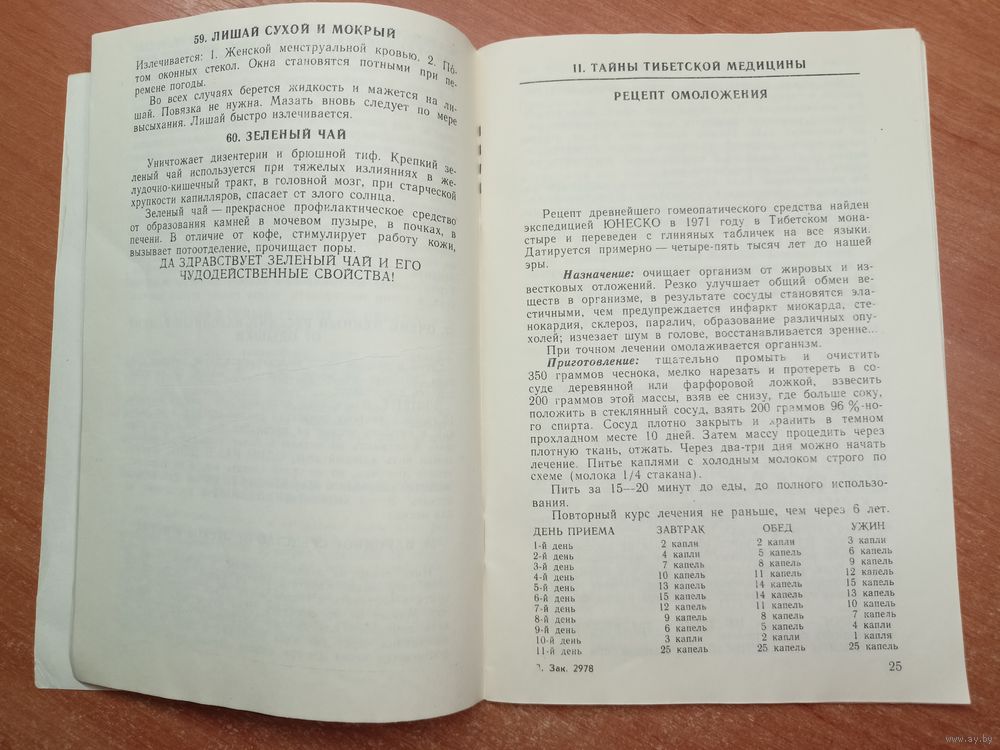 59. ЛИШАЙ СУХОЙ И МОКРЫЙ
Излечивается: 1. Женской менструальной кровью. 2. По-
том оконных стекол. Окна становятся потными при пе-
ремене погоды.
Во всех случаях берется жидкость и мажется на ли-
шай. Повязка не нужна. Мазать вновь следует по мере
высыхания. Лишай быстро излечивается.
60. ЗЕЛЕНЫЙ ЧАЙ
Уничтожает дизентерии и брюшной тиф. Крепкий зе-
леный чай используется при тяжелых излияниях в же-
лудочно-кишечный тракт, в головной мозг, при старческой
хрупкости капилляров, спасает от злого солнца.
Зеленый чай — прекрасное профилактическое средство
от образования камней в мочевом пузыре, в почках, в
печени. В отличие от кофе, стимулирует работу кожи,
вызывает потоотделение, прочищает поры.
ДА ЗДРАВСТВУЕТ ЗЕЛЕНЫЙ ЧАЙ И ЕГО
ЧУДОДЕЙСТВЕННЫЕ СВОЙСТВА!
II. ТАЙНЫ ТИБЕТСКОЙ МЕДИЦИНЫ
РЕЦЕПТ ОМОЛОЖЕНИЯ
Рецепт древнейшего гомеопатического средства найден
экспедицией ЮНЕСКО в 1971 году в Тибетском мона-
стыре и переведен с глиняных табличек на все языки.
Датируется примерно — четыре-пять тысяч лет до нашей
эры.
Назначение: очищает организм от жировых и из-
вестковых отложений. Резко улучшает общий обмен ве-
ществ в организме, в результате сосуды становятся эла-
стичными, чем предупреждается инфаркт миокарда, сте-
нокардия, склероз, паралич, образование различных опу-
холей; изчезает шум в голове, восстанавливается зрение...
При точном лечении омолаживается организм.
Приготовление: тщательно промыть и очистить
350 граммов чеснока, мелко нарезать и протереть в со-
суде деревянной или фарфоровой ложкой, взвесить
200 граммов этой массы, взяв ее снизу, где больше соку,
положить в стеклянный сосуд, взять 200 граммов 96 %-но-
го спирта. Сосуд плотно закрыть и хранить в темном
прохладном месте 10 дней. Затем массу процедить через
плотную ткань, отжать. Через два-три дня можно начать
лечение. Питье каплями с холодным молоком строго по
схеме (молока 1/4 стакана).
Пить за 15—20 минут до еды, до полного использо-
вания.
Повторный курс лечения не раньше, чем через 6 лет.
ДЕНЬ ПРИЕМА ЗАВТРАК ОБЕД УЖИН
1-й день 2 капли 2 капли 3 капли
2-й день 4 капли 5 капель 6 капель
3-й день 7 капель 8 капель 9 капель
4-й день 10 капель 11 капель 12 капель
5-й день 13 капель 14 капель 15 капель
6-й день 15 капель 14 капель 13 капель
7-й день 12 капель 11 капель 10 капель
8-й день 9 капель 8 капель 7 капель
9-й день 6 капель 5 капель 4 капли
10-й день 3 капли 2 капли 1 капля
11-й день 25 капель 25 капель 25 капель
Зак. 2978
25
www.ay.by